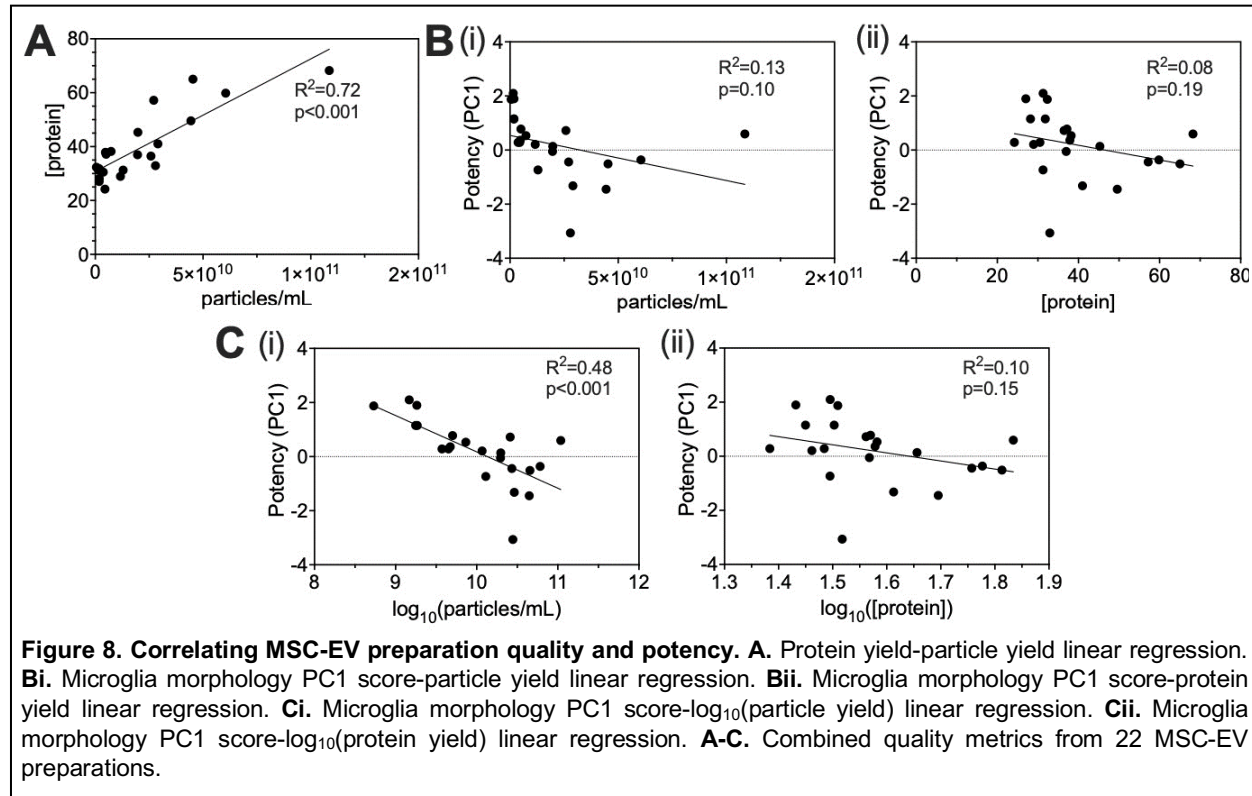 A
80
60
40
20
0
[protein]
R²=0.72
p<0.001
0
5×10¹⁰
1×10¹¹
2×10¹¹
particles/mL
B (i)
4
2
0
-2
-4
Potency (PC1)
R²=0.13
p=0.10
0
5×10¹⁰
1×10¹¹
2×10¹¹
particles/mL
(ii)
4
2
0
-2
-4
Potency (PC1)
R²=0.08
p=0.19
0
20
40
60
80
[protein]
C (i)
4
2
0
-2
-4
Potency (PC1)
R²=0.48
p<0.001
8
9
10
11
12
log₁₀(particles/mL)
(ii)
4
2
0
-2
-4
Potency (PC1)
R²=0.10
p=0.15
1.3
1.4
1.5
1.6
1.7
1.8
1.9
log₁₀([protein])
Figure 8. Correlating MSC-EV preparation quality and potency. A. Protein yield-particle yield linear regression.
Bi. Microglia morphology PC1 score-particle yield linear regression. Bii. Microglia morphology PC1 score-protein
yield linear regression. Ci. Microglia morphology PC1 score-log₁₀(particle yield) linear regression. Cii. Microglia
morphology PC1 score-log₁₀(protein yield) linear regression. A-C. Combined quality metrics from 22 MSC-EV
preparations.